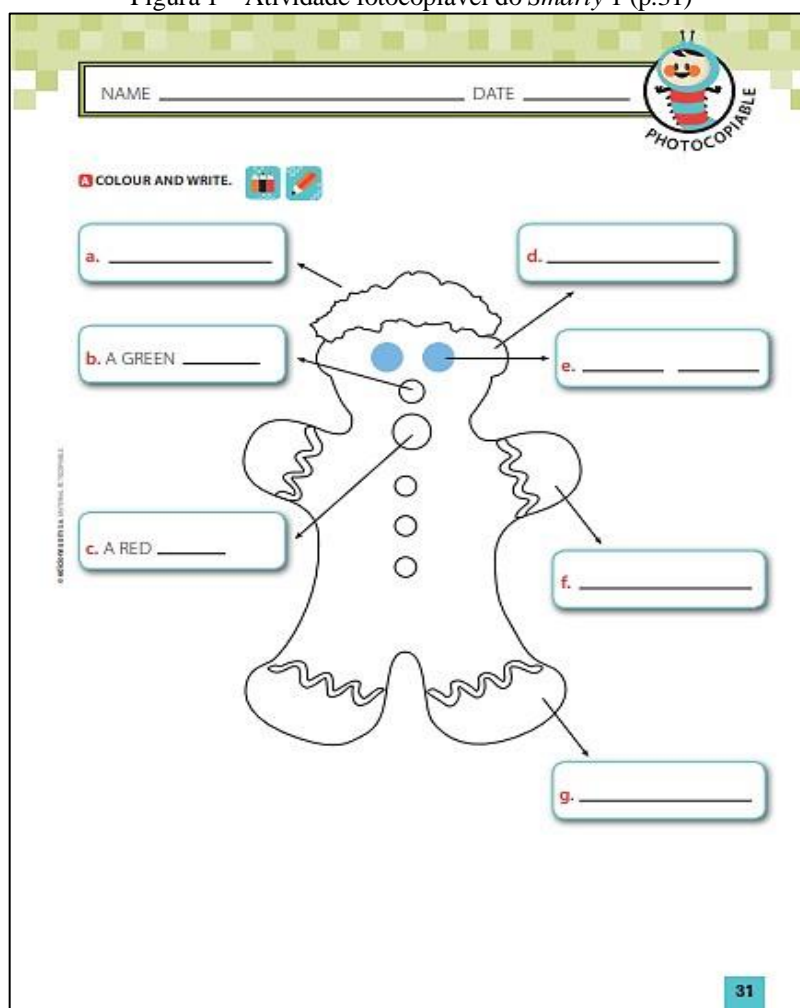 Figura 1 – Atividade fotocopiável do Smarty 1 (p.31)
NAME DATE
PHOTOCOPIABLE
A COLOUR AND WRITE.
a.
d.
b. A GREEN
e.
c. A RED
f.
g.
31